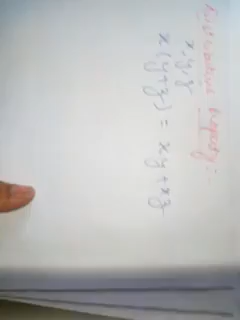 Distributive Property:-
x, y, z
x(y+z) = xy + xz